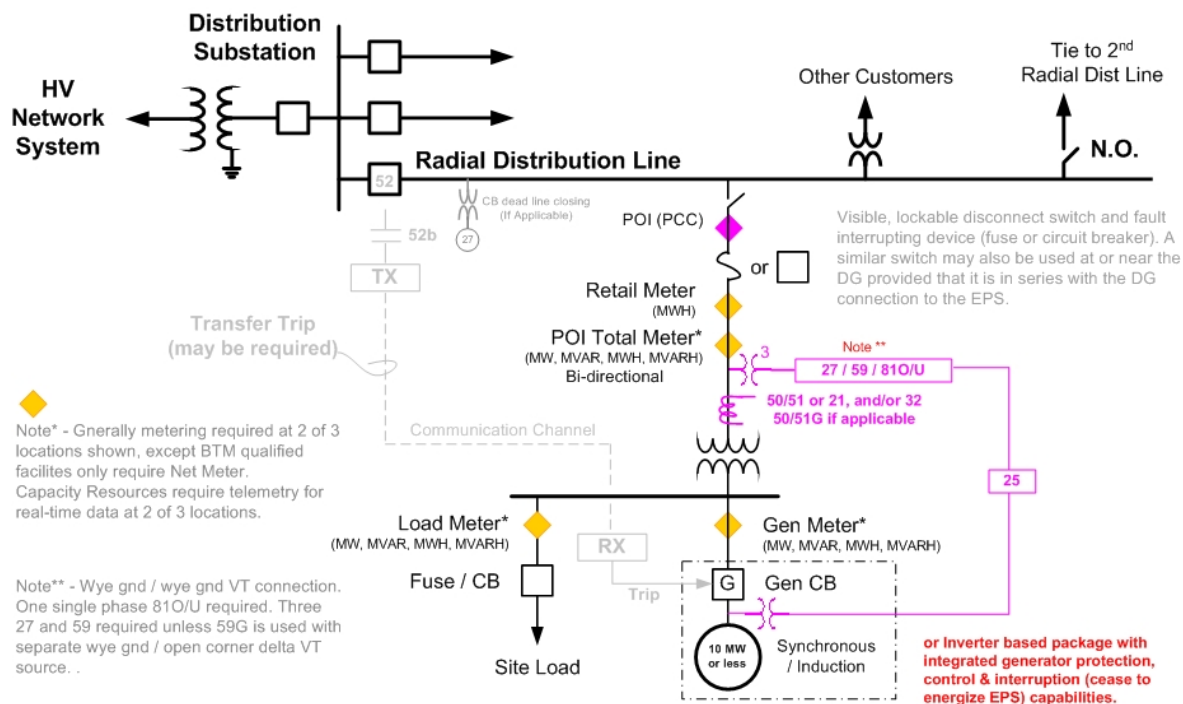 Distribution
Substation
HV
Network
System
Other Customers
Tie to 2nd
Radial Dist Line
N.O.
Radial Distribution Line
52
CB dead line closing
(If Applicable)
27
52b
TX
POI (PCC)
Visible, lockable disconnect switch and fault
interrupting device (fuse or circuit breaker). A
similar switch may also be used at or near the
DG provided that it is in series with the DG
connection to the EPS.
or
Retail Meter
(MWH)
Transfer Trip
(may be required)
POI Total Meter*
(MW, MVAR, MWH, MVARH)
Bi-directional
3
Note **
27 / 59 / 81O/U
50/51 or 21, and/or 32
50/51G if applicable
Note* - Gnerally metering required at 2 of 3
locations shown, except BTM qualified
facilites only require Net Meter.
Capacity Resources require telemetry for
real-time data at 2 of 3 locations.
Communication Channel
25
Load Meter*
(MW, MVAR, MWH, MVARH)
Gen Meter*
(MW, MVAR, MWH, MVARH)
RX
Fuse / CB
Trip
G
Gen CB
Note** - Wye gnd / wye gnd VT connection.
One single phase 81O/U required. Three
27 and 59 required unless 59G is used with
separate wye gnd / open corner delta VT
source. .
Site Load
10 MW
or less
Synchronous
/ Induction
or Inverter based package with
integrated generator protection,
control & interruption (cease to
energize EPS) capabilities.